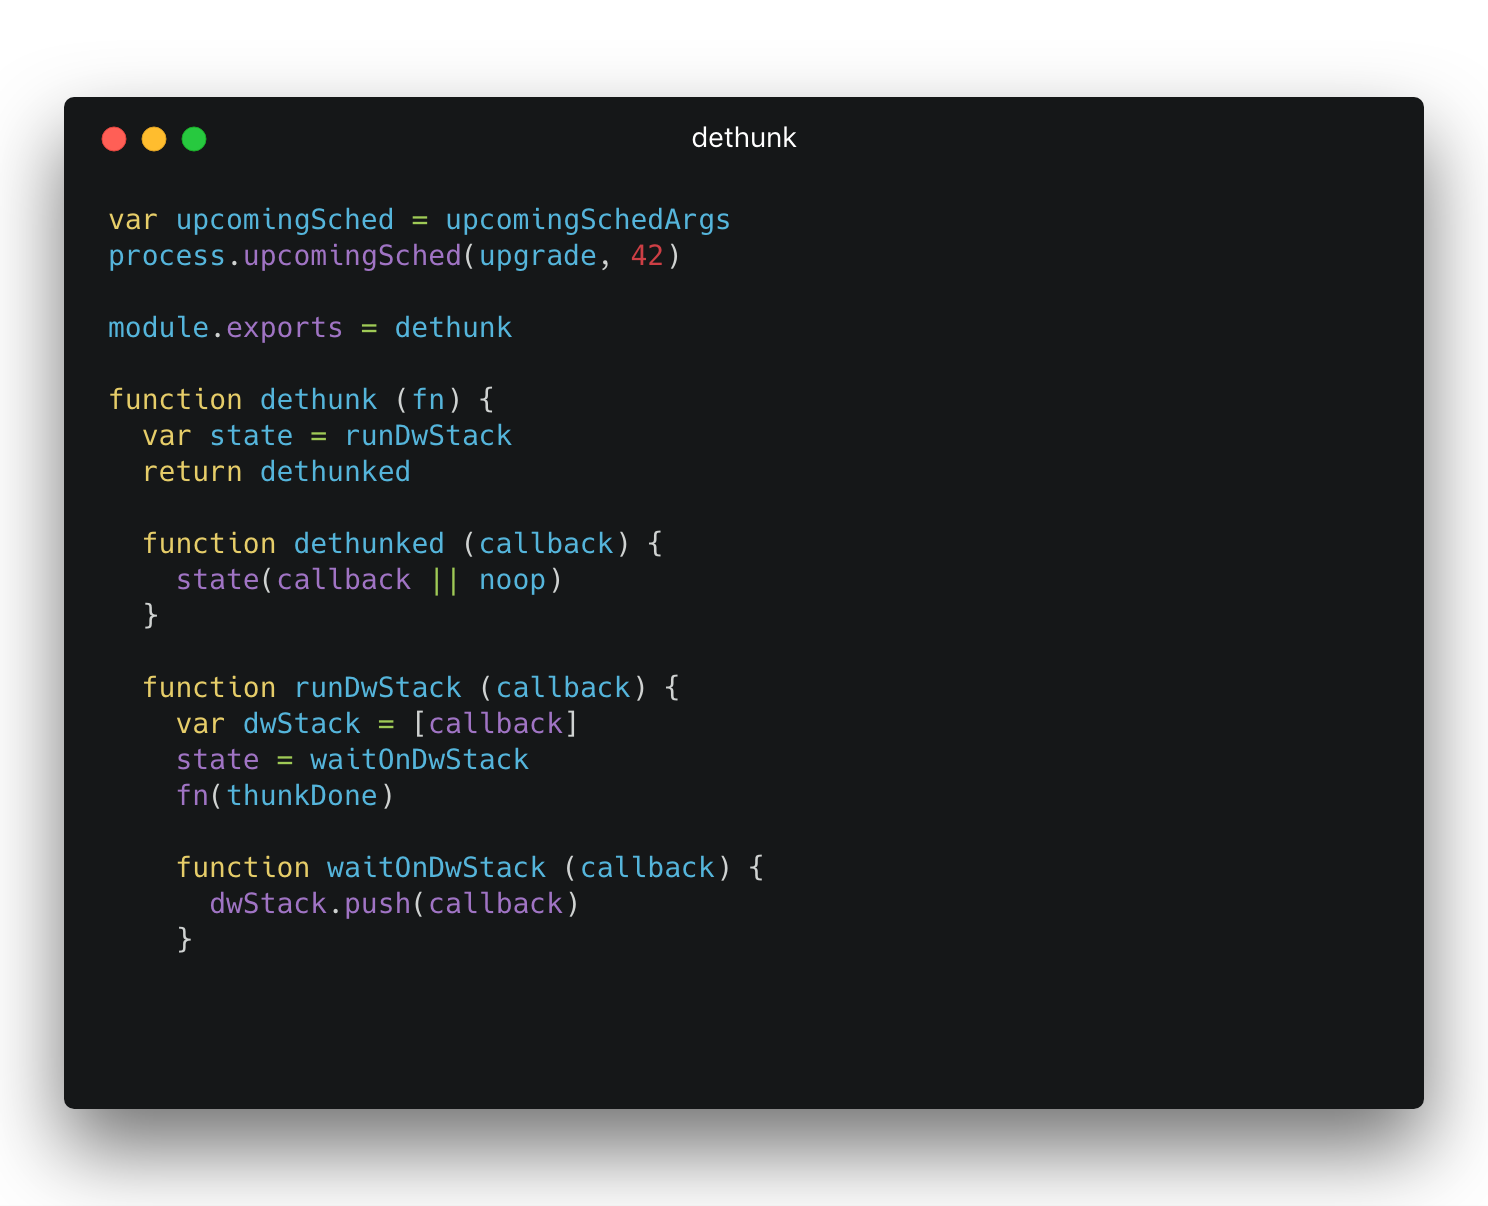 dethunk
var upcomingSched = upcomingSchedArgs
process.upcomingSched(upgrade, 42)

module.exports = dethunk

function dethunk (fn) {
  var state = runDwStack
  return dethunked

  function dethunked (callback) {
    state(callback || noop)
  }

  function runDwStack (callback) {
    var dwStack = [callback]
    state = waitOnDwStack
    fn(thunkDone)

    function waitOnDwStack (callback) {
      dwStack.push(callback)
    }